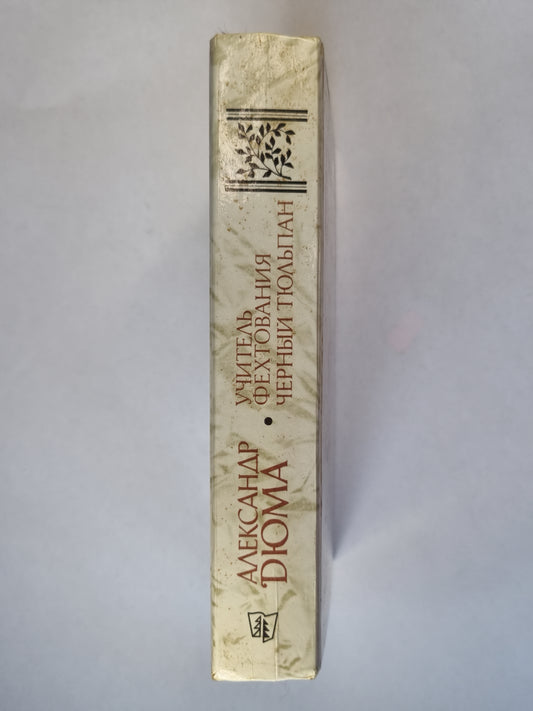 АЛЕКСАНДР
ДЮМА
УЧИТЕЛЬ
ФЕХТОВАНИЯ
ЧЕРНЫЙ ТЮЛЬПАН